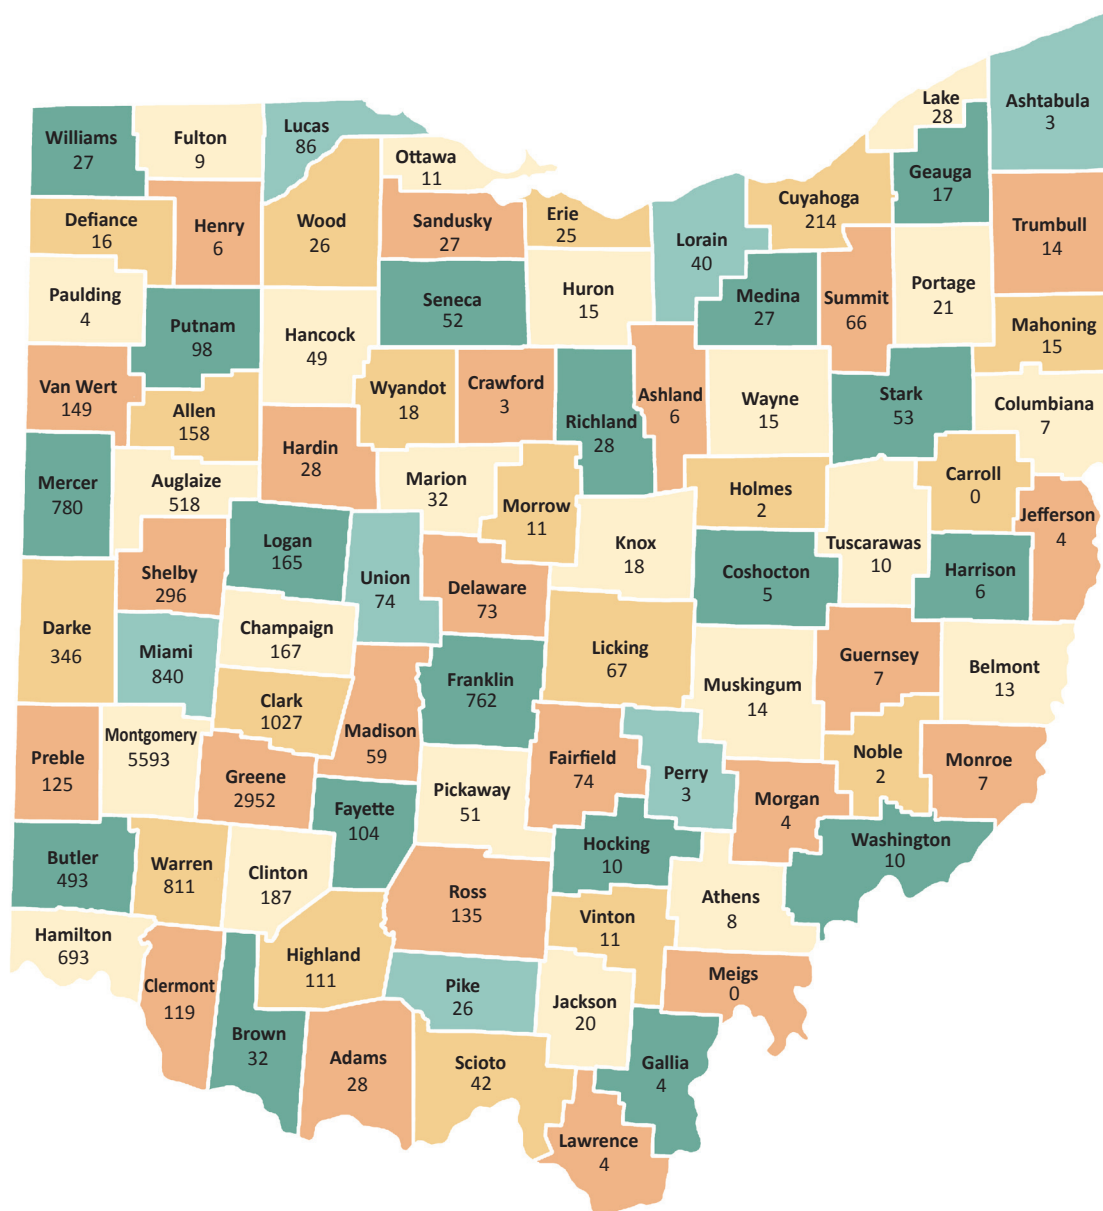 Williams
27
Fulton
9
Lucas
86
Ottawa
11
Lake
28
Ashtabula
3
Geauga
17
Defiance
16
Henry
6
Wood
26
Sandusky
27
Erie
25
Lorain
40
Cuyahoga
214
Trumbull
14
Paulding
4
Putnam
98
Hancock
49
Seneca
52
Huron
15
Medina
27
Summit
66
Portage
21
Mahoning
15
Van Wert
149
Allen
158
Wyandot
18
Crawford
3
Richland
28
Ashland
6
Wayne
15
Stark
53
Columbiana
7
Mercer
780
Auglaize
518
Hardin
28
Marion
32
Morrow
11
Holmes
2
Carroll
0
Jefferson
4
Shelby
296
Logan
165
Union
74
Delaware
73
Knox
18
Coshocton
5
Tuscarawas
10
Harrison
6
Darke
346
Miami
840
Champaign
167
Franklin
762
Licking
67
Muskingum
14
Guernsey
7
Belmont
13
Clark
1027
Madison
59
Preble
125
Montgomery
5593
Greene
2952
Fairfield
74
Perry
3
Noble
2
Monroe
7
Fayette
104
Pickaway
51
Morgan
4
Butler
493
Warren
811
Clinton
187
Hocking
10
Washington
10
Ross
135
Athens
8
Hamilton
693
Vinton
11
Highland
111
Clermont
119
Pike
26
Jackson
20
Meigs
0
Brown
32
Adams
28
Scioto
42
Gallia
4
Lawrence
4